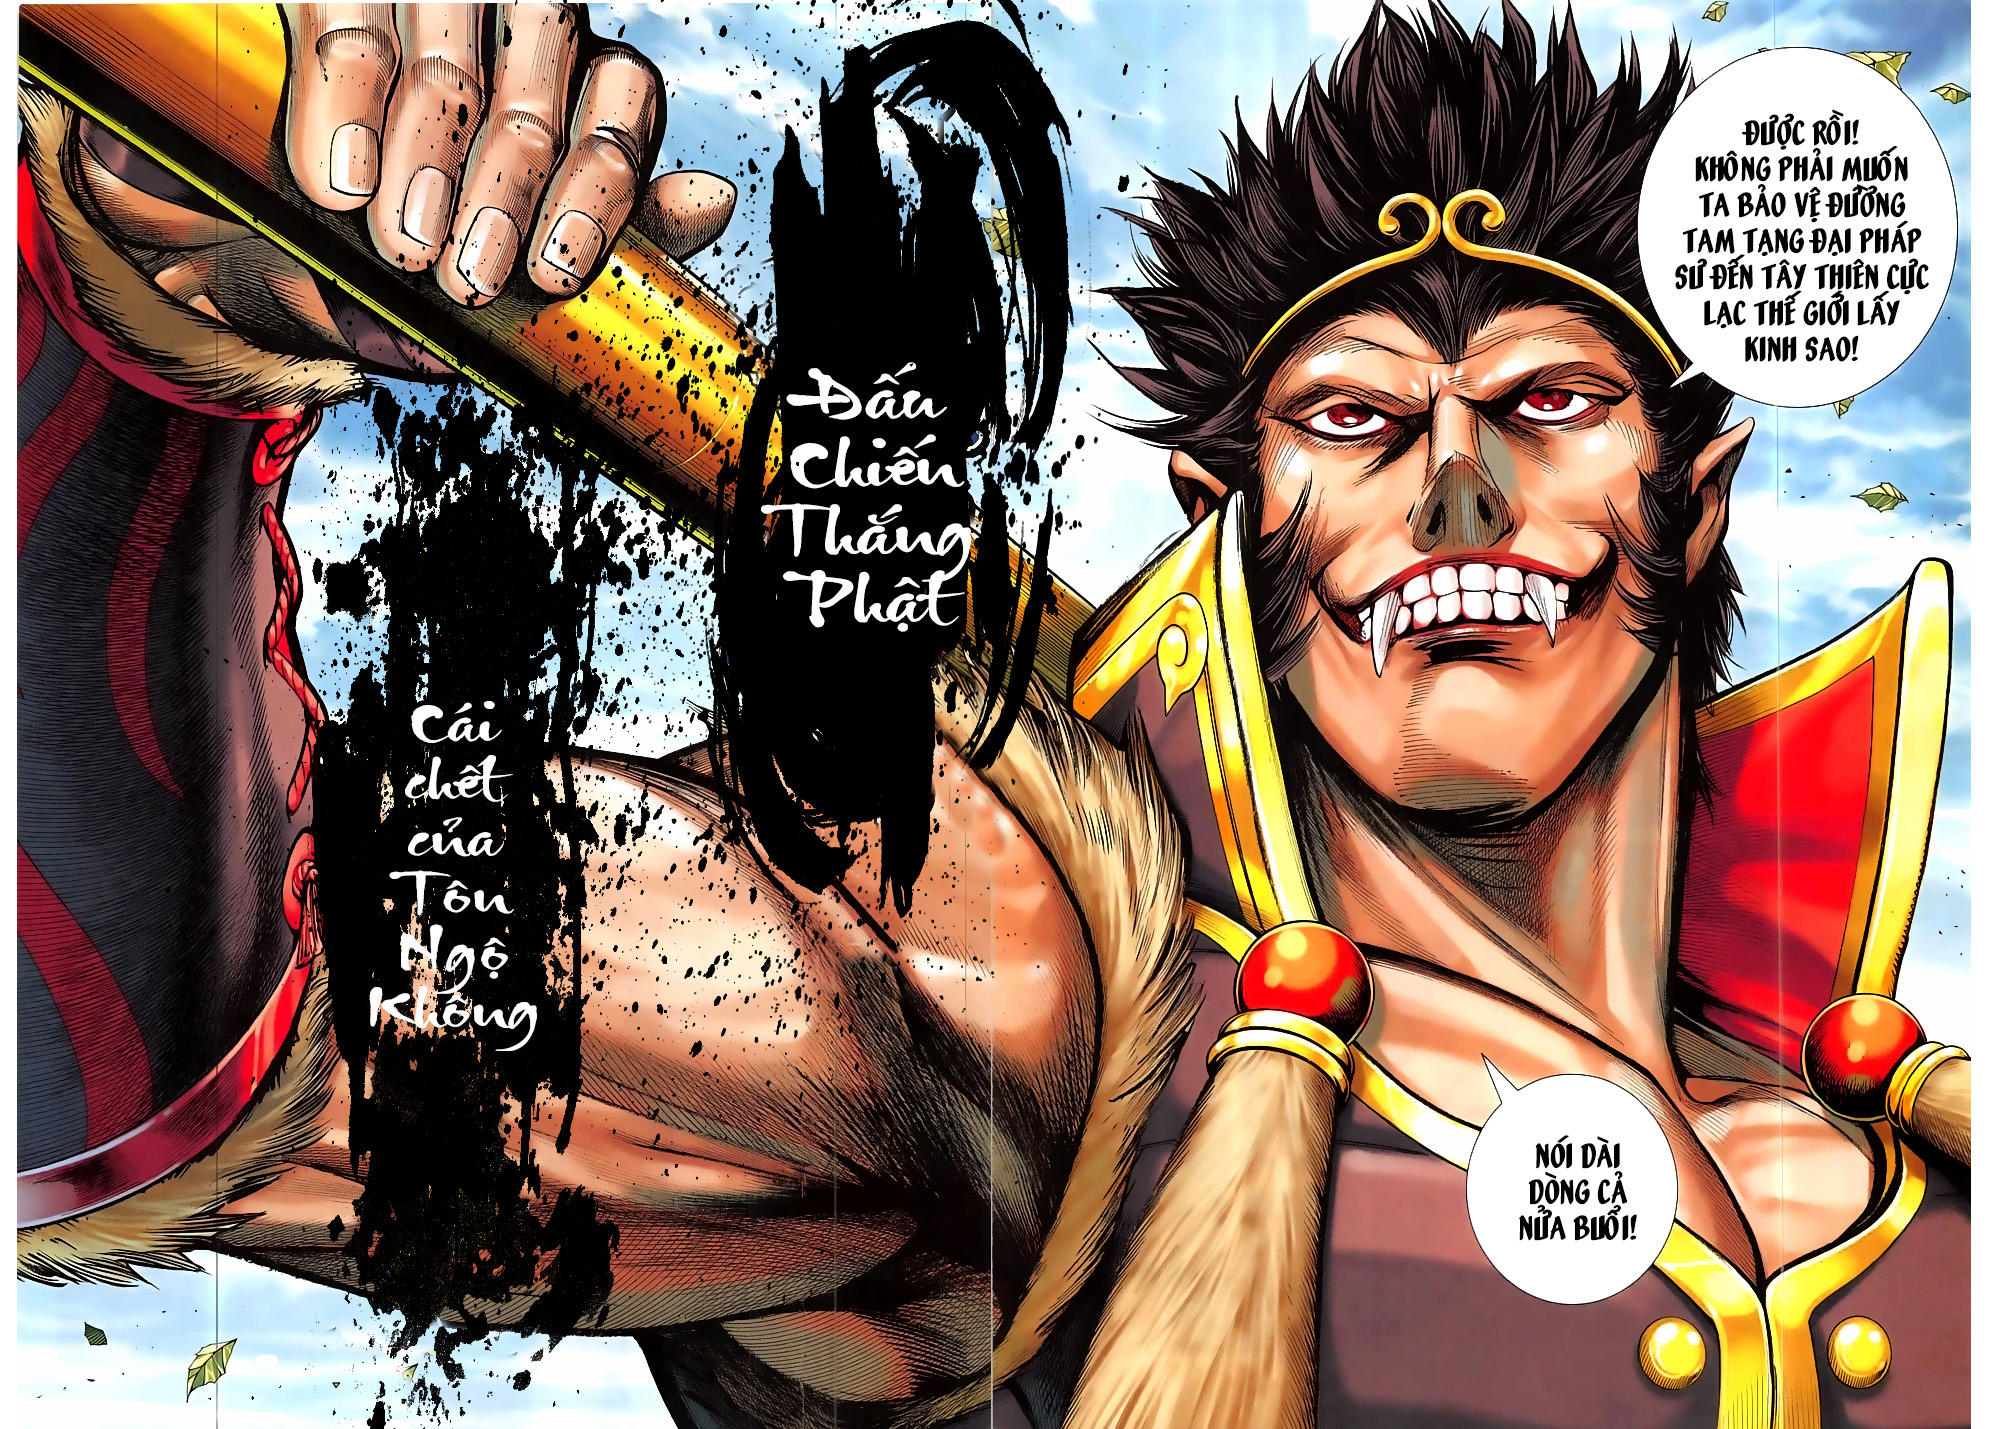 ĐƯỢC RỒI!
KHÔNG PHẢI MUỐN
TA BẢO VỆ ĐƯỜNG
TAM TẠNG ĐẠI PHÁP
SƯ ĐẾN TÂY THIÊN CỰC
LẠC THẾ GIỚI LẤY
KINH SAO!
Đấu
Chiến
Thắng
Phật
Cái
chết
của
Tôn
Ngộ
Không
NÓI DÀI
DÒNG CẢ
NỬA BUỔI!